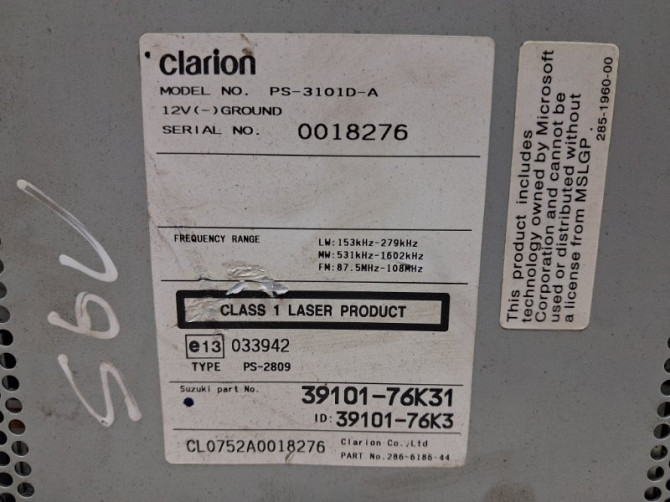 clarion
MODEL NO. PS-3101D-A
12V(-)GROUND
SERIAL NO. 0018276
FREQUENCY RANGE
LW:153kHz-279kHz
MW:531kHz-1602kHz
FM:87.5MHz-108MHz
CLASS 1 LASER PRODUCT
e13 033942
TYPE PS-2809
Suzuki part No. 39101-76K31
ID:39101-76K3
CL0752A0018276
Clarion Co.,Ltd
PART No.286-6186-44
This product includes
technology owned by Microsoft
Corporation and cannot be
used or distributed without
a license from MSLGP.
285-1960-00